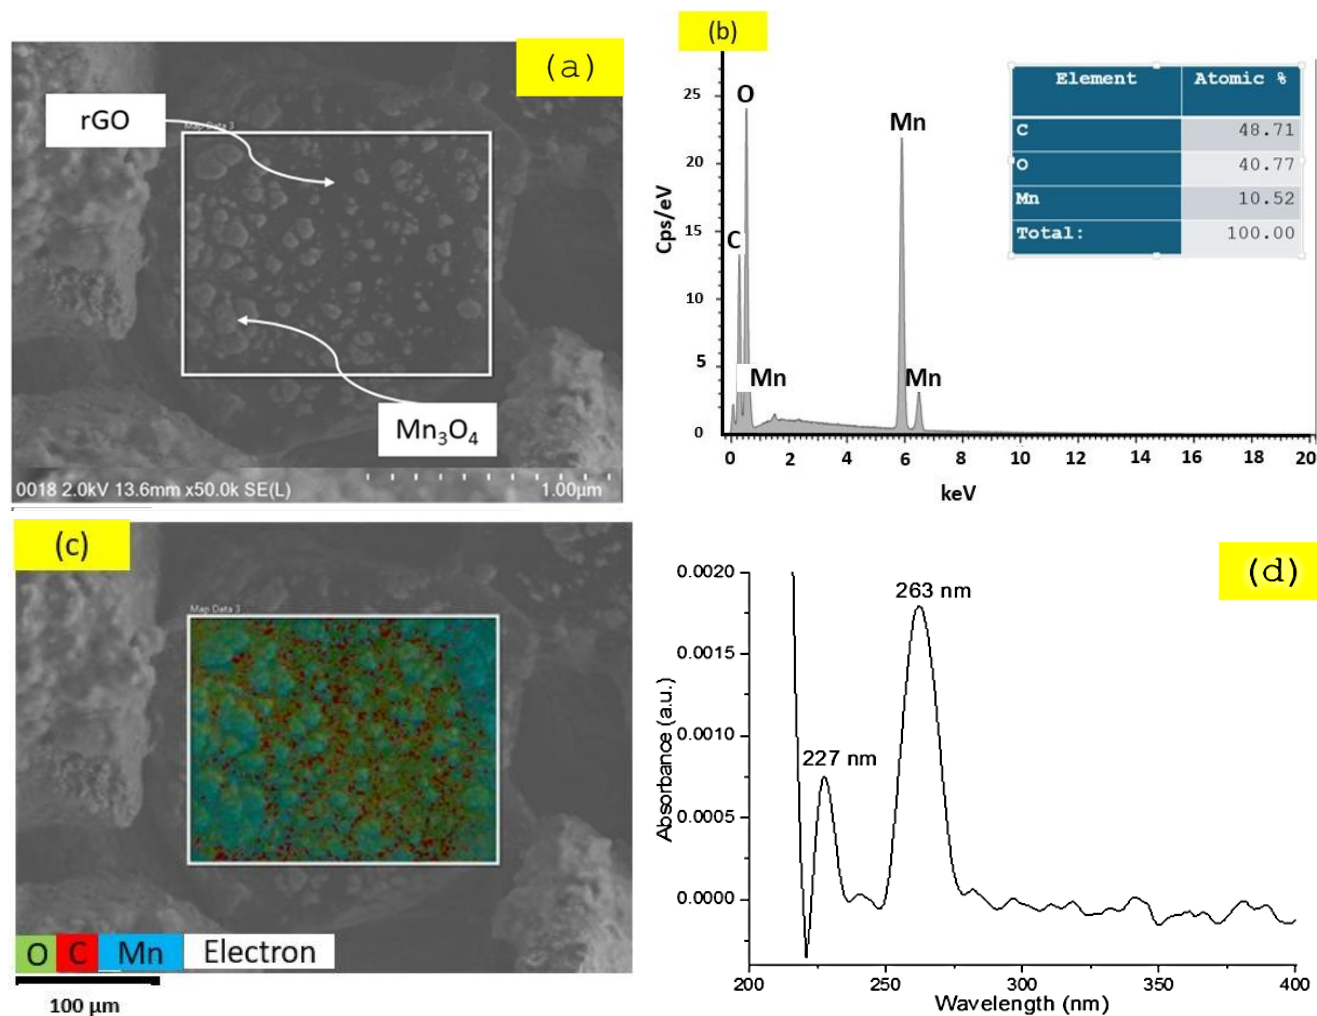 (a)
rGO
Map Data 3
Mn₃O₄
0018 2.0kV 13.6mm x50.0k SE(L) 1.00µm
(b)
Cps/eV
25
20
15
10
5
0
O
C
Mn
Mn
Mn
0 2 4 6 8 10 12 14 16 18 20
keV
Element Atomic %
C 48.71
O 40.77
Mn 10.52
Total: 100.00
(c)
Map Data 3
O C Mn Electron
100 µm
(d)
Absorbance (a.u.)
0.0020
0.0015
0.0010
0.0005
0.0000
263 nm
227 nm
200 250 300 350 400
Wavelength (nm)